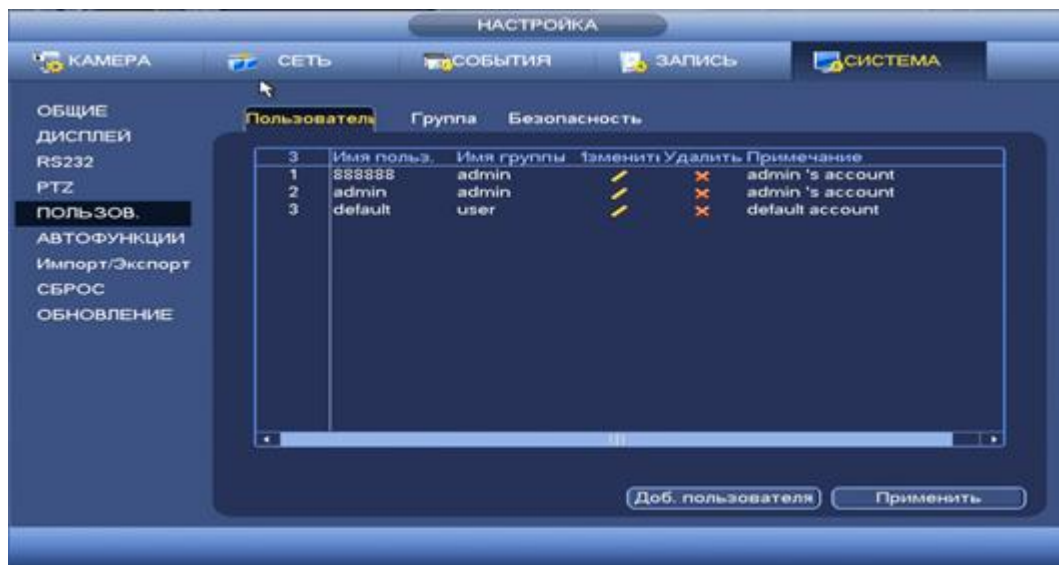 НАСТРОЙКА
КАМЕРА СЕТЬ СОБЫТИЯ ЗАПИСЬ СИСТЕМА
ОБЩИЕ
ДИСПЛЕЙ
RS232
PTZ
ПОЛЬЗОВ.
АВТОФУНКЦИИ
Импорт/Экспорт
СБРОС
ОБНОВЛЕНИЕ
Пользователь Группа Безопасность
3 Имя польз. Имя группы Изменить Удалить Примечание
1 888888 admin admin 's account
2 admin admin admin 's account
3 default user default account
Доб. пользователя Применить